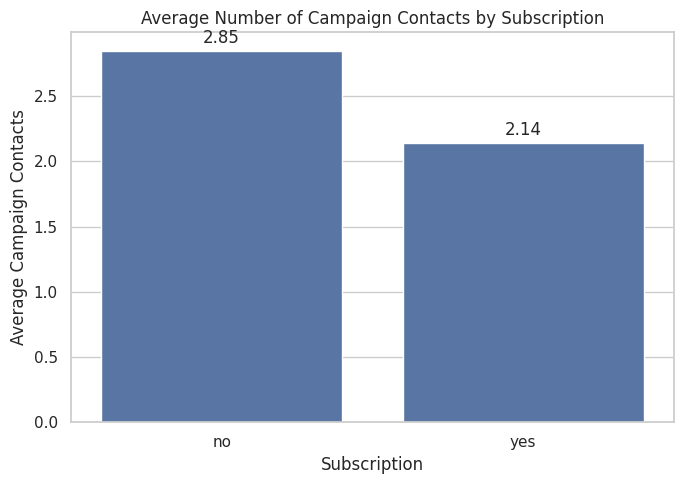 Average Number of Campaign Contacts by Subscription
2.85
2.14
2.5
2.0
1.5
1.0
0.5
0.0
Average Campaign Contacts
no
yes
Subscription